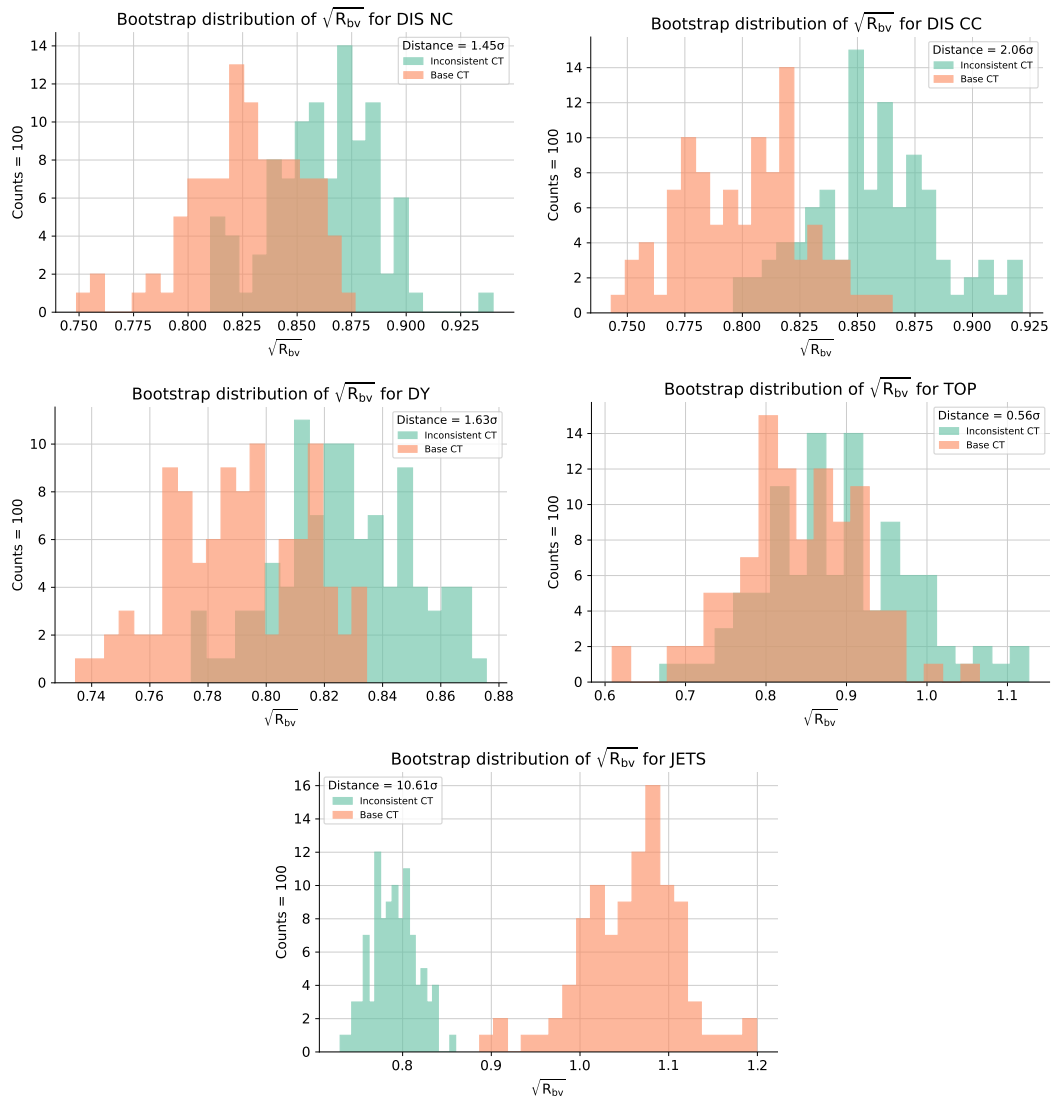 Bootstrap distribution of √R_bv for DIS NC
Distance = 1.45σ
Inconsistent CT
Base CT
Counts = 100
14
12
10
8
6
4
2
0
0.750 0.775 0.800 0.825 0.850 0.875 0.900 0.925
√R_bv
Bootstrap distribution of √R_bv for DIS CC
Distance = 2.06σ
Inconsistent CT
Base CT
Counts = 100
14
12
10
8
6
4
2
0
0.750 0.775 0.800 0.825 0.850 0.875 0.900 0.925
√R_bv
Bootstrap distribution of √R_bv for DY
Distance = 1.63σ
Inconsistent CT
Base CT
Counts = 100
10
8
6
4
2
0
0.74 0.76 0.78 0.80 0.82 0.84 0.86 0.88
√R_bv
Bootstrap distribution of √R_bv for TOP
Distance = 0.56σ
Inconsistent CT
Base CT
Counts = 100
14
12
10
8
6
4
2
0
0.6 0.7 0.8 0.9 1.0 1.1
√R_bv
Bootstrap distribution of √R_bv for JETS
Distance = 10.61σ
Inconsistent CT
Base CT
Counts = 100
16
14
12
10
8
6
4
2
0
0.8 0.9 1.0 1.1 1.2
√R_bv